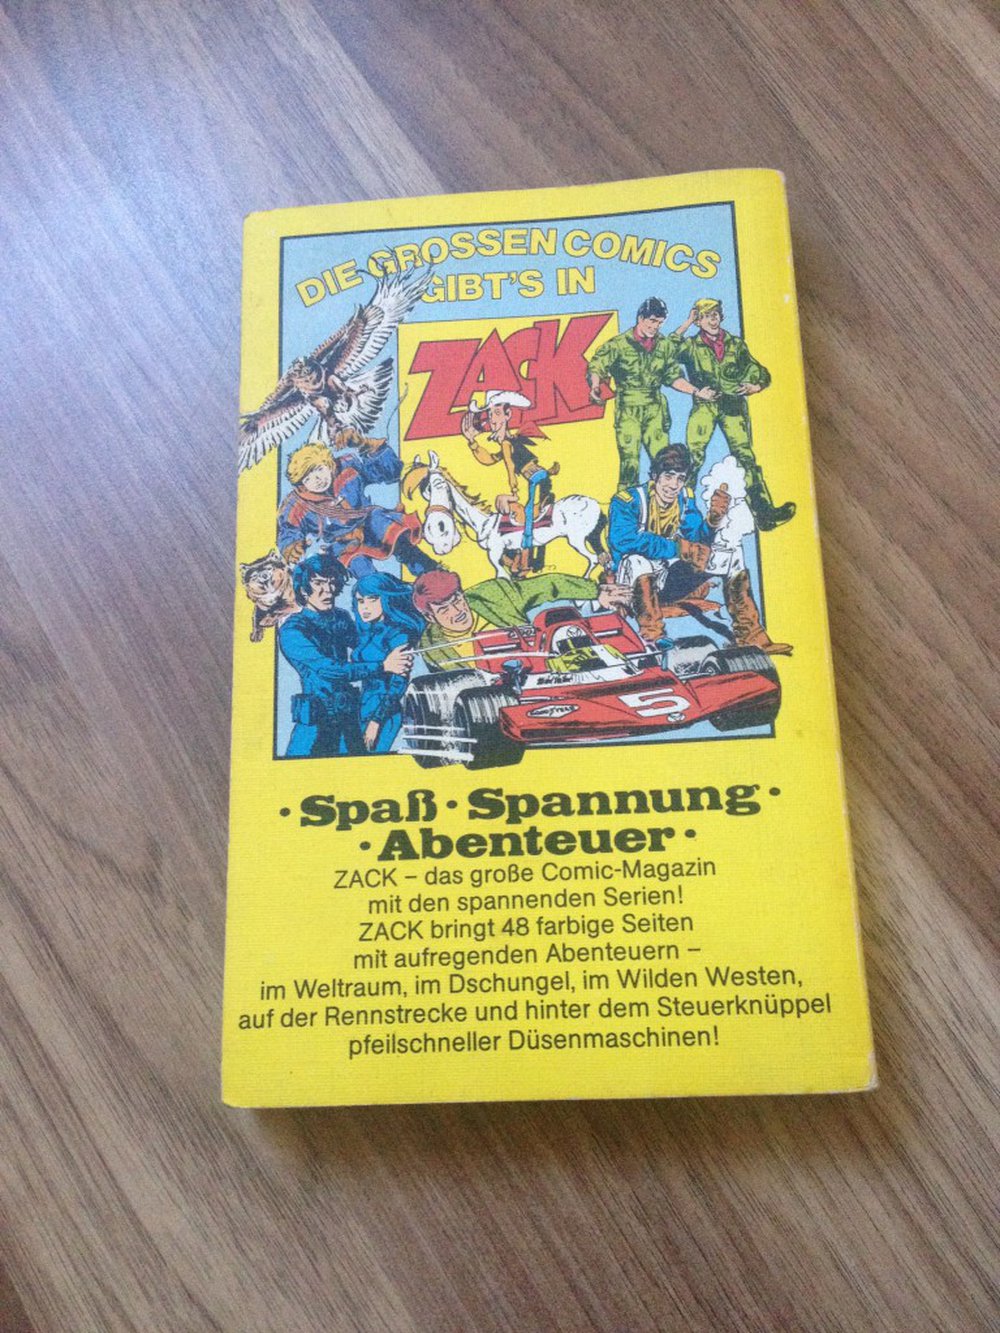 DIE GROSSEN COMICS
GIBT'S IN
ZACK
5
GOODYEAR
• Spaß • Spannung •
• Abenteuer •
ZACK – das große Comic-Magazin
mit den spannenden Serien!
ZACK bringt 48 farbige Seiten
mit aufregenden Abenteuern –
im Weltraum, im Dschungel, im Wilden Westen,
auf der Rennstrecke und hinter dem Steuerknüppel
pfeilschneller Düsenmaschinen!